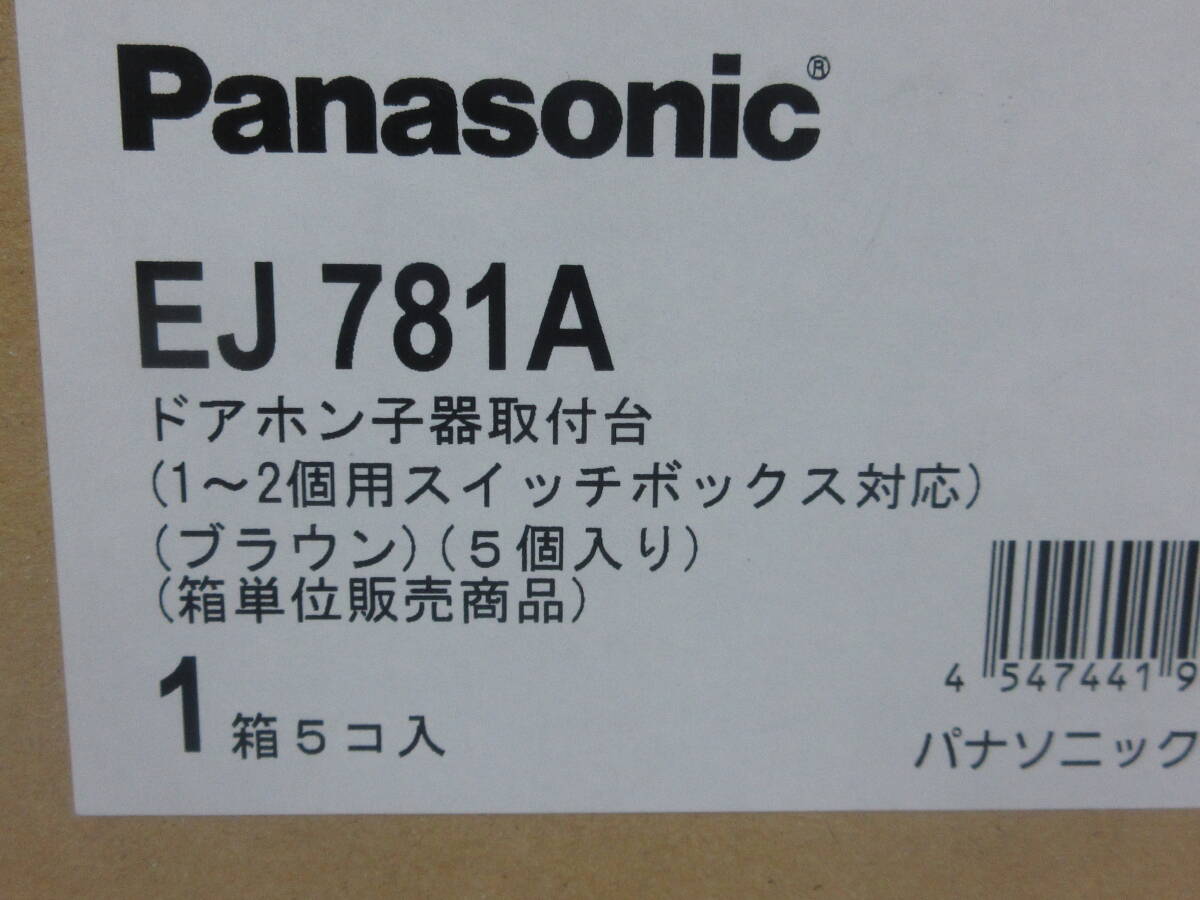 Panasonic®
EJ 781A
ドアホン子器取付台
(1～2個用スイッチボックス対応)
(ブラウン)(５個入り)
(箱単位販売商品)
1 箱５コ入
4 547441 9
パナソニック